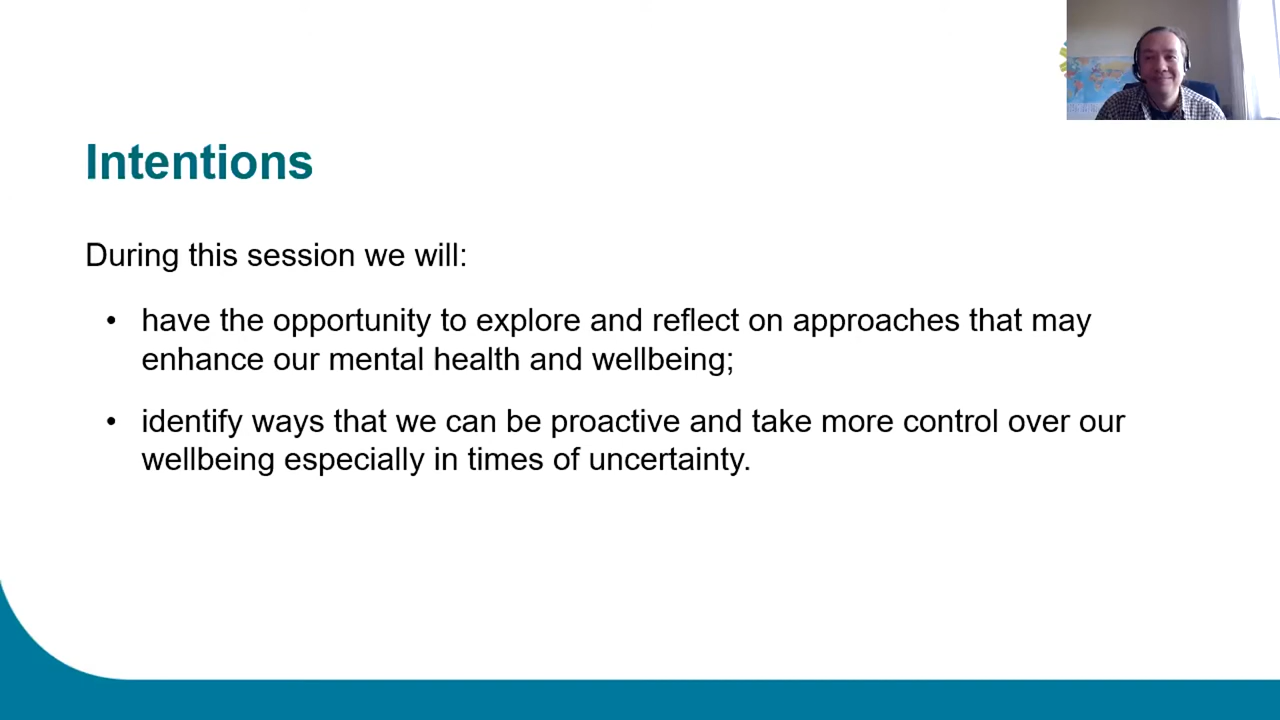 Intentions
During this session we will:
• have the opportunity to explore and reflect on approaches that may
enhance our mental health and wellbeing;
• identify ways that we can be proactive and take more control over our
wellbeing especially in times of uncertainty.